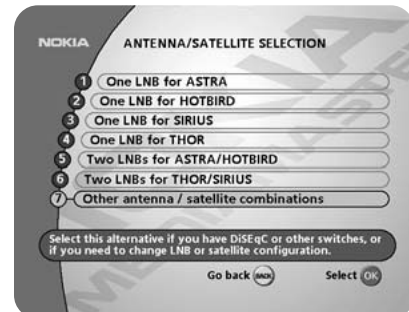 NOKIA
ANTENNA/SATELLITE SELECTION
1 One LNB for ASTRA
2 One LNB for HOTBIRD
3 One LNB for SIRIUS
4 One LNB for THOR
5 Two LNBs for ASTRA/HOTBIRD
6 Two LNBs for THOR/SIRIUS
7 Other antenna / satellite combinations
Select this alternative if you have DiSEqC or other switches, or
if you need to change LNB or satellite configuration.
Go back BACK Select OK